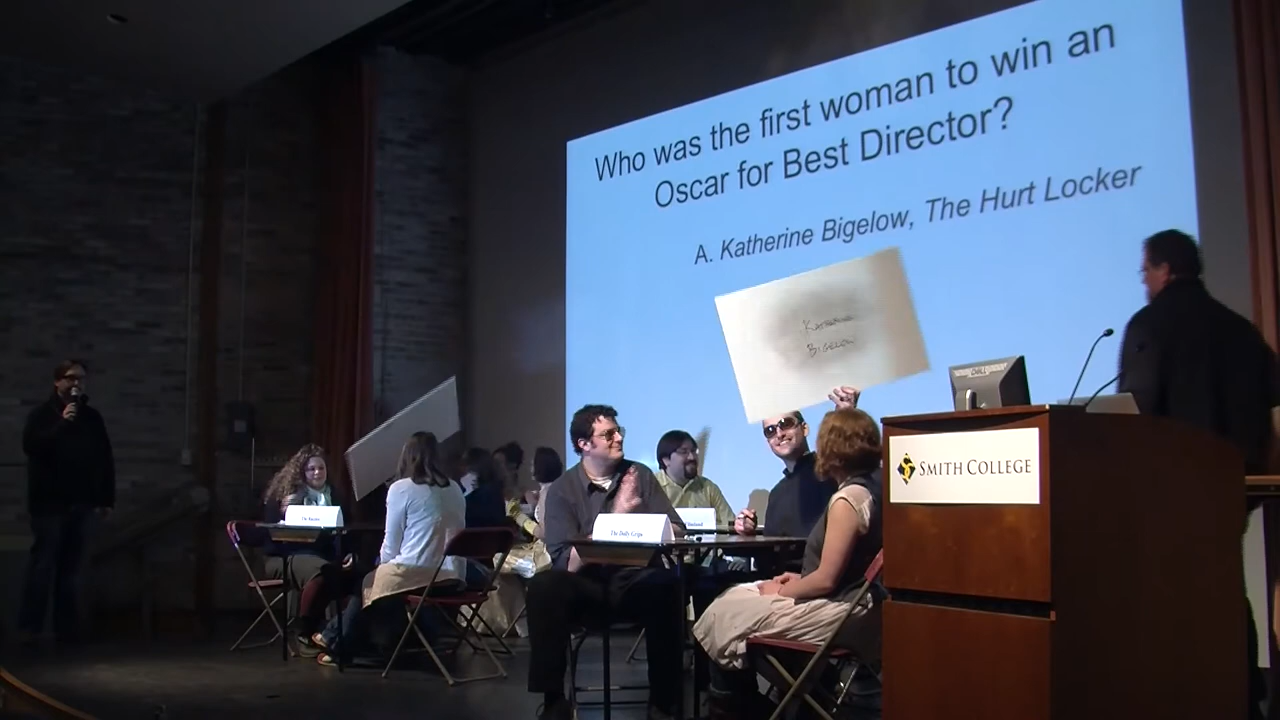 Who was the first woman to win an
Oscar for Best Director?
A. Katherine Bigelow, The Hurt Locker
KATHERINE
BIGELOW
DELL
SMITH COLLEGE
The Dolly Grips